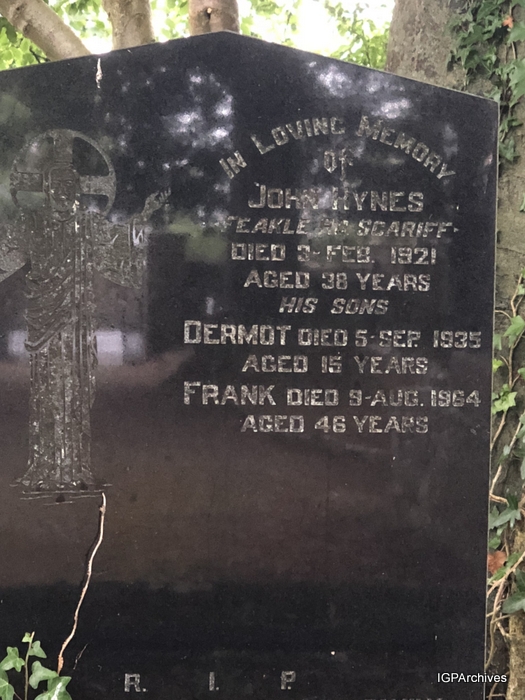 In Loving Memory
of
John Hynes
Feakle and Scariff
Died 3-Feb. 1921
Aged 38 Years
His Sons
Dermot died 5-Sep. 1935
Aged 15 Years
Frank died 9-Aug. 1964
Aged 46 Years
R. I. P.
IGPArchives